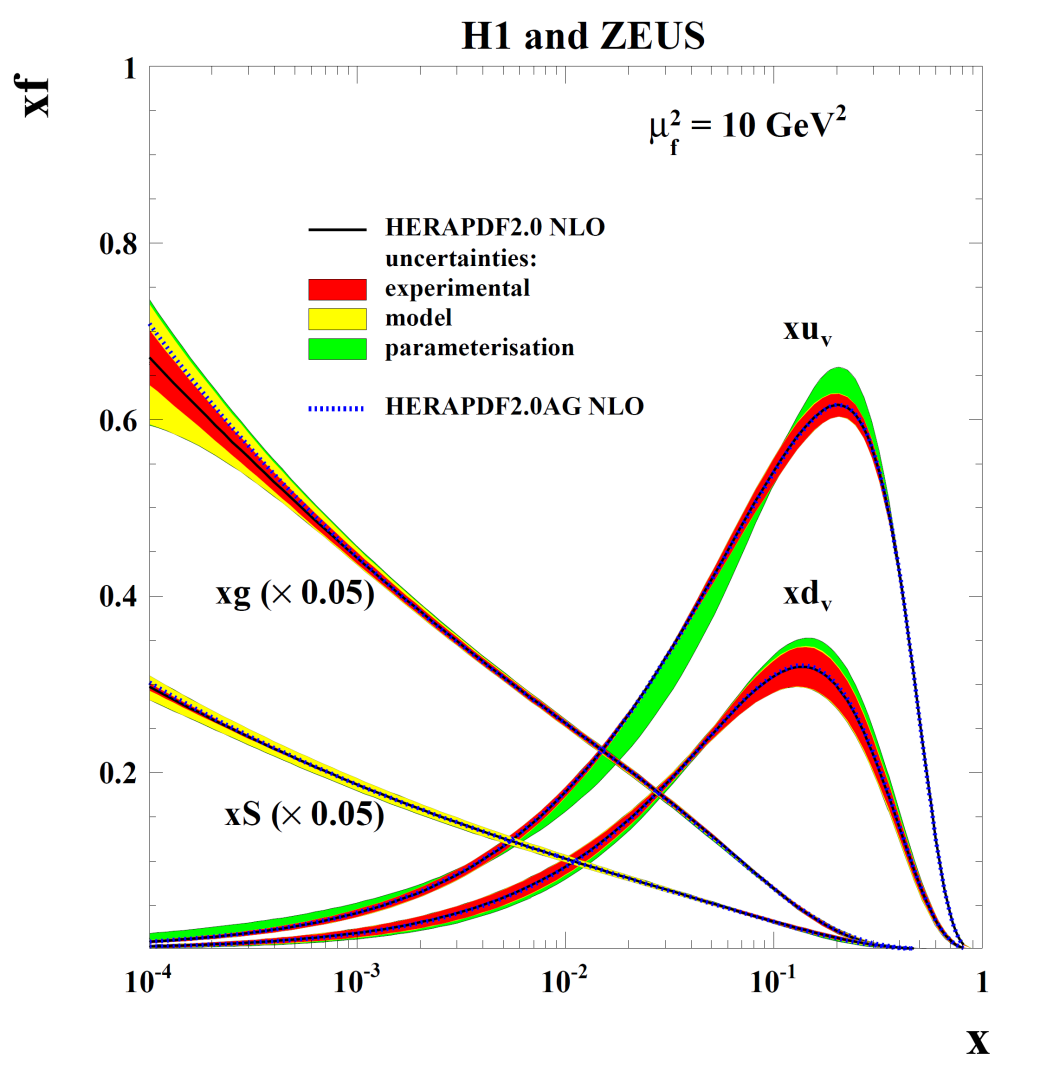 H1 and ZEUS
xf
1
0.8
0.6
0.4
0.2
μ_f^2 = 10 GeV^2
HERAPDF2.0 NLO
uncertainties:
experimental
model
parameterisation
HERAPDF2.0AG NLO
xu_v
xd_v
xg (× 0.05)
xS (× 0.05)
10^-4 10^-3 10^-2 10^-1 1
x